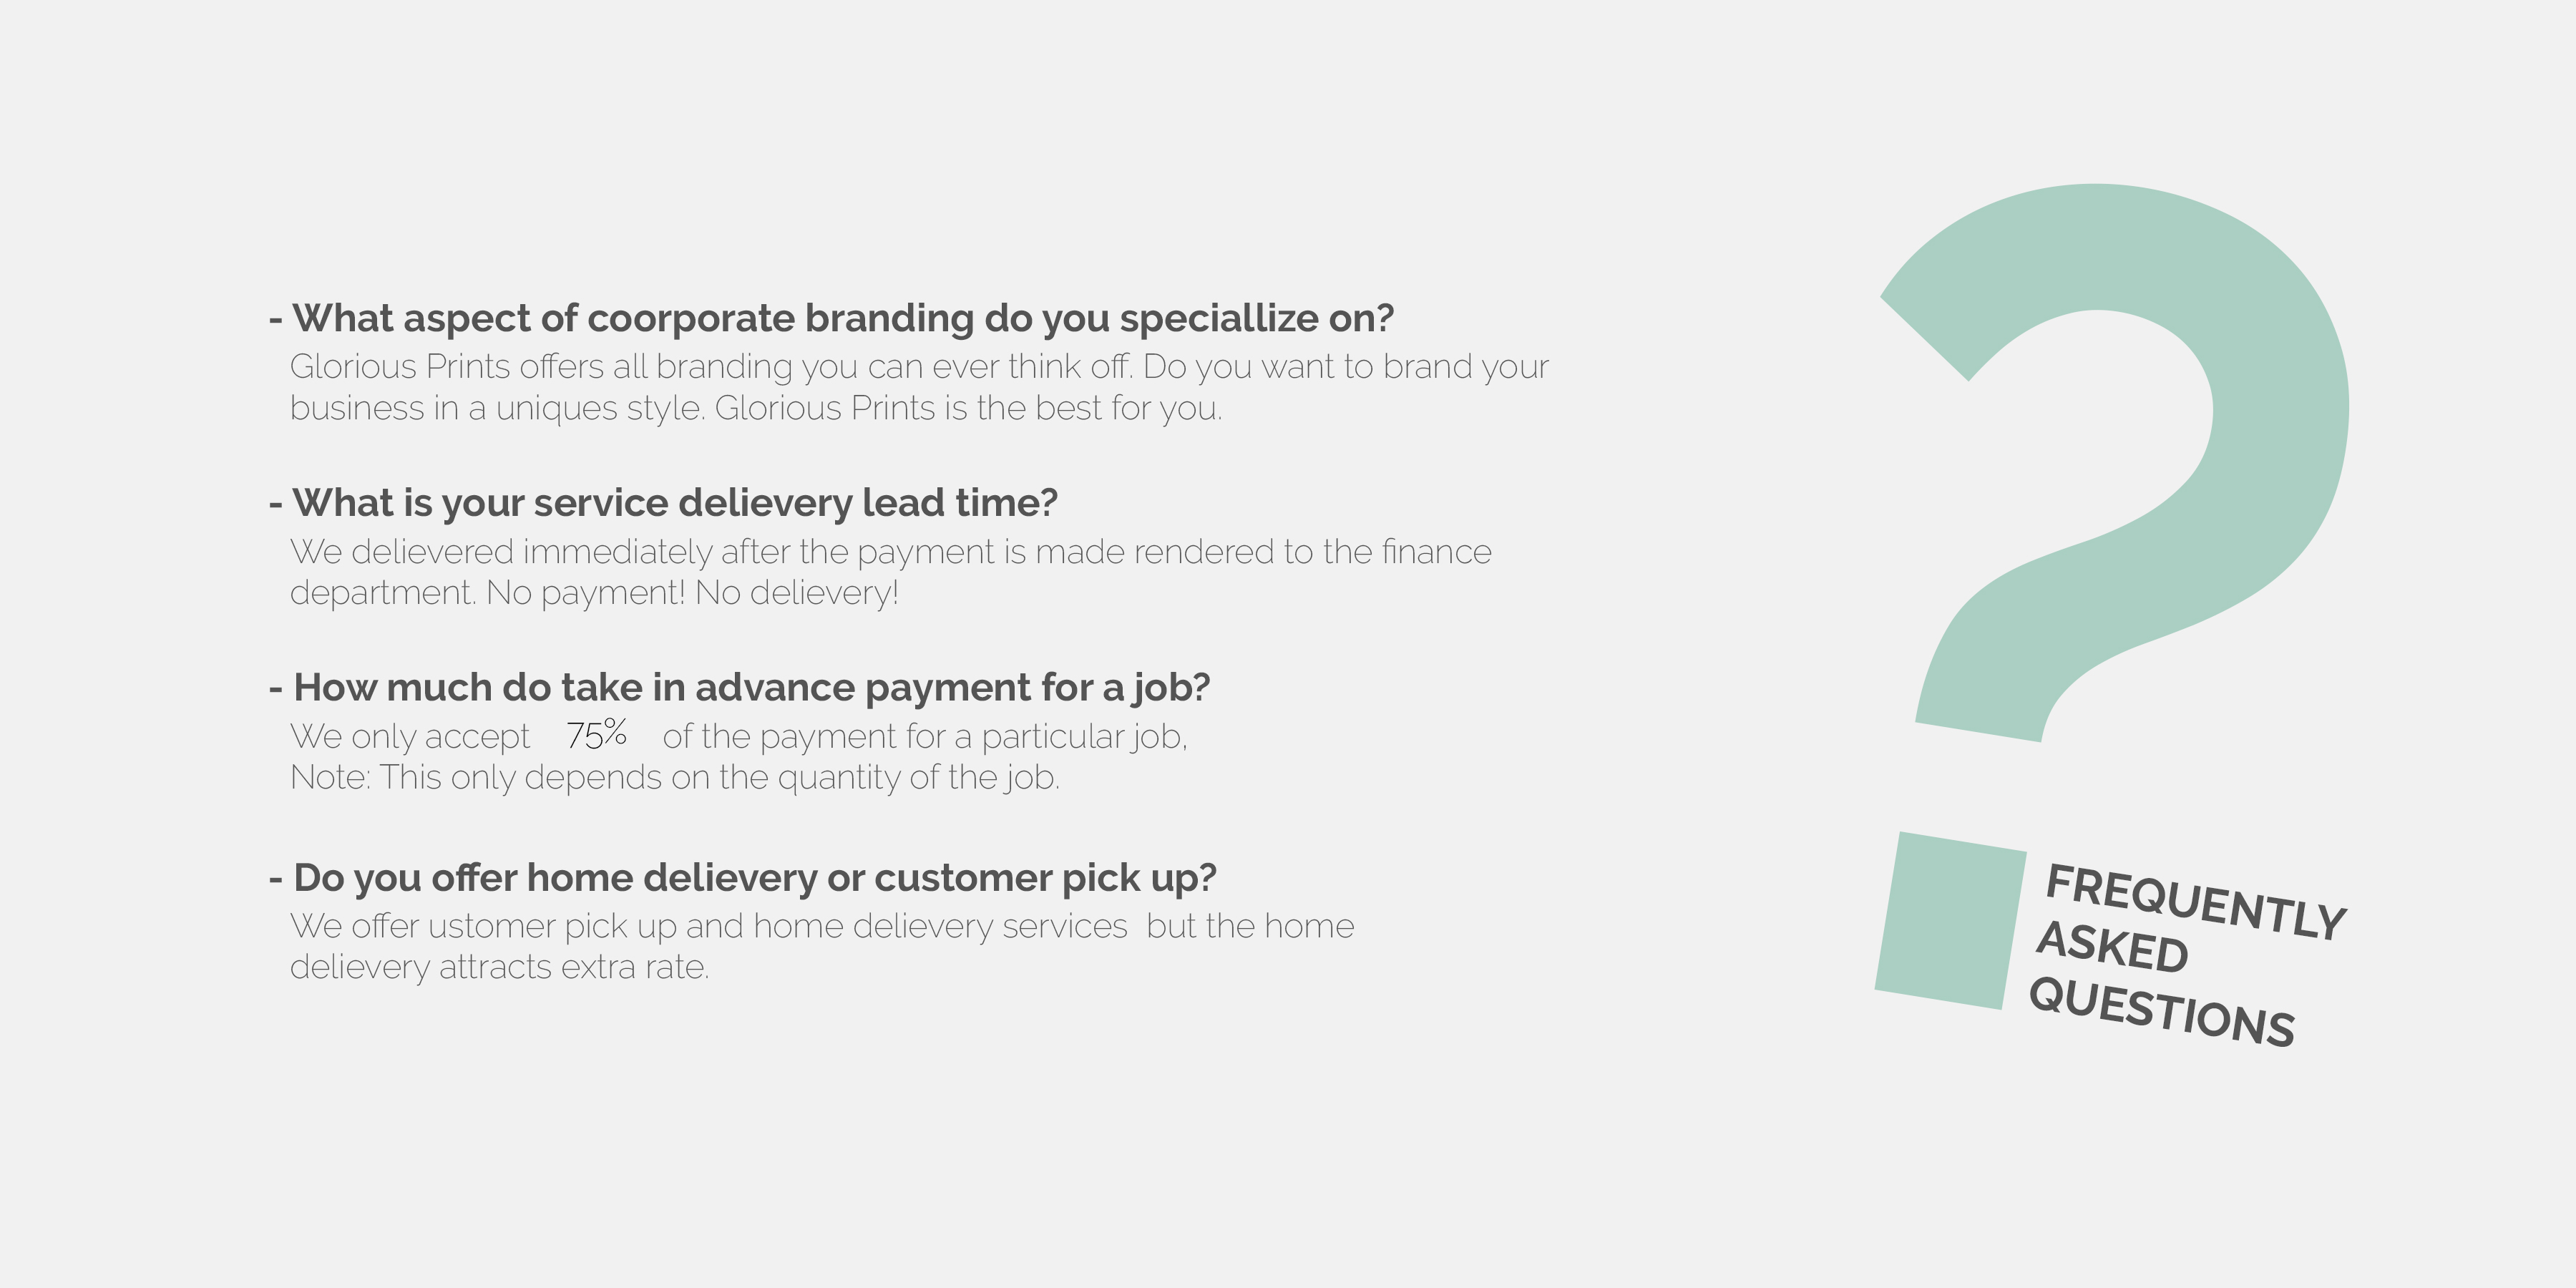 - What aspect of coorporate branding do you speciallize on?
Glorious Prints offers all branding you can ever think off. Do you want to brand your
business in a uniques style. Glorious Prints is the best for you.
- What is your service delievery lead time?
We delievered immediately after the payment is made rendered to the finance
department. No payment! No delievery!
- How much do take in advance payment for a job?
We only accept 75% of the payment for a particular job,
Note: This only depends on the quantity of the job.
- Do you offer home delievery or customer pick up?
We offer ustomer pick up and home delievery services but the home
delievery attracts extra rate.
?
FREQUENTLY
ASKED
QUESTIONS